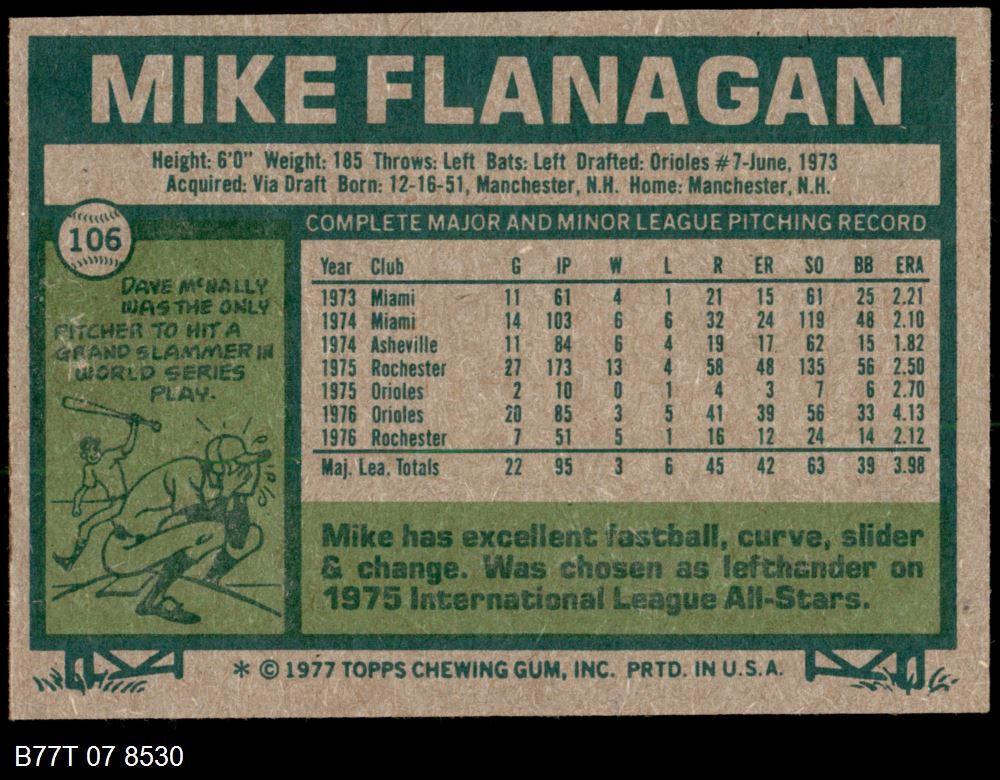 MIKE FLANAGAN
Height: 6'0" Weight: 185 Throws: Left Bats: Left Drafted: Orioles #7-June, 1973
Acquired: Via Draft Born: 12-16-51, Manchester, N.H. Home: Manchester, N.H.
106
DAVE McNALLY
WAS THE ONLY
PITCHER TO HIT A
GRAND SLAMMER IN
WORLD SERIES
PLAY.
COMPLETE MAJOR AND MINOR LEAGUE PITCHING RECORD
Year Club G IP W L R ER SO BB ERA
1973 Miami 11 61 4 1 21 15 61 25 2.21
1974 Miami 14 103 6 6 32 24 119 48 2.10
1974 Asheville 11 84 6 4 19 17 62 15 1.82
1975 Rochester 27 173 13 4 58 48 135 56 2.50
1975 Orioles 2 10 0 1 4 3 7 6 2.70
1976 Orioles 20 85 3 5 41 39 56 33 4.13
1976 Rochester 7 51 5 1 16 12 24 14 2.12
Maj. Lea. Totals 22 95 3 6 45 42 63 39 3.98
Mike has excellent fastball, curve, slider
& change. Was chosen as lefthander on
1975 International League All-Stars.
* © 1977 TOPPS CHEWING GUM, INC. PRTD. IN U.S.A.
B77T 07 8530